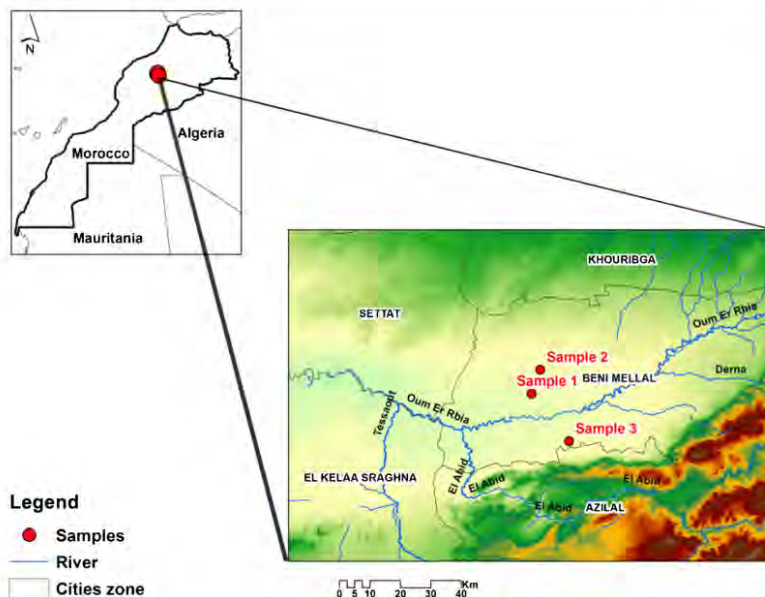 N
Algeria
Morocco
Mauritania
KHOURIBGA
SETTAT
Oum Er Rbia
Sample 2
BENI MELLAL
Derna
Sample 1
Oum Er Rbia
Tessaout
Sample 3
El Abid
EL KELAA SRAGHNA
El Abid
El Abid
El Abid
AZILAL
Legend
Samples
River
Cities zone
Km
0 5 10 20 30 40